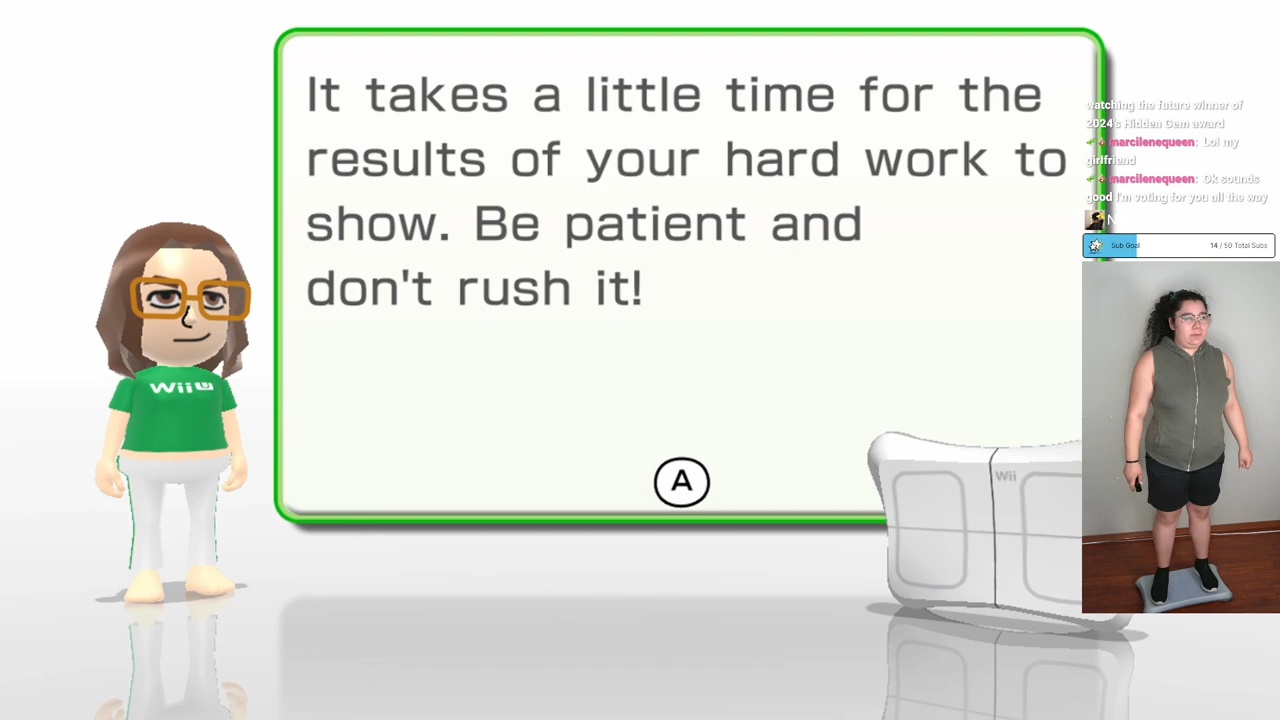 It takes a little time for the
results of your hard work to
show. Be patient and
don't rush it!
A
Wii U
Wii
watching the future winner of
2024's Hidden Gem award
marcilenequeen: Lol my
girlfriend
marcilenequeen: Ok sounds
good I'm voting for you all the way
Sub Goal
14 / 50 Total Subs